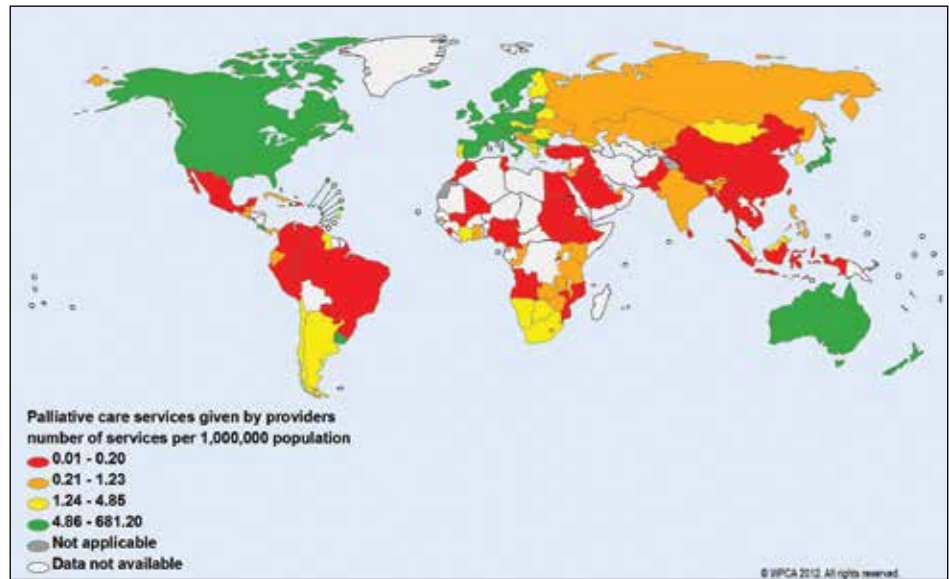 Palliative care services given by providers
number of services per 1,000,000 population
0.01 - 0.20
0.21 - 1.23
1.24 - 4.85
4.86 - 681.20
Not applicable
Data not available
© WPCA 2012. All rights reserved.